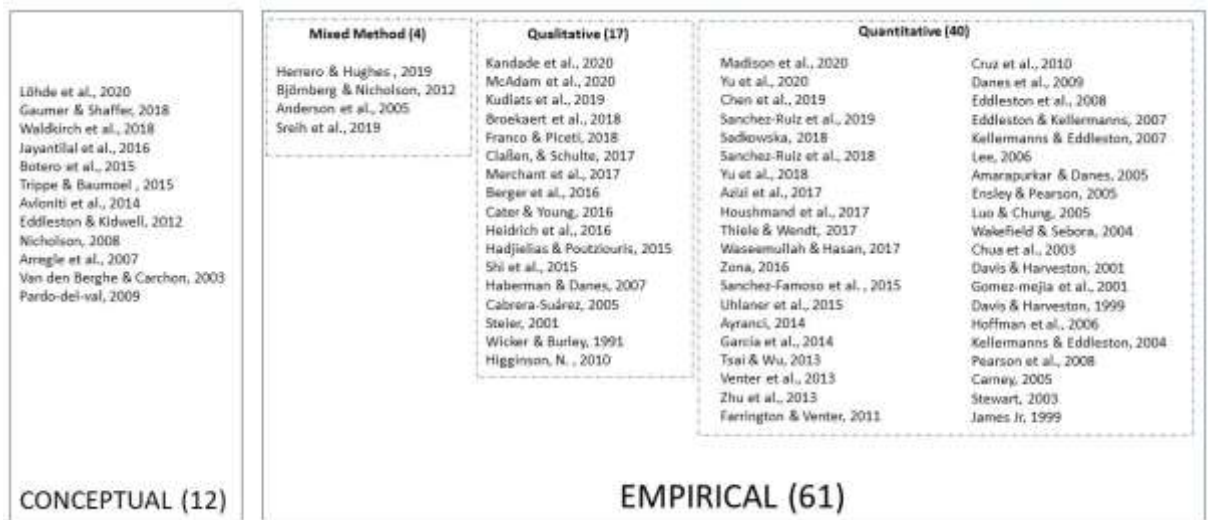 Löhde et al., 2020
Gaumer & Shaffer, 2018
Waldkirch et al., 2018
Jayantilal et al., 2016
Botero et al., 2015
Trippe & Baumoel , 2015
Avloniti et al., 2014
Eddleston & Kidwell, 2012
Nicholson, 2008
Arregle et al., 2007
Van den Berghe & Carchon, 2003
Pardo-del-val, 2009
CONCEPTUAL (12)
Mixed Method (4)
Herrero & Hughes , 2019
Björnberg & Nicholson, 2012
Anderson et al., 2005
Sreih et al., 2019
Qualitative (17)
Kandade et al., 2020
McAdam et al., 2020
Kudlats et al., 2019
Broekaert et al., 2018
Franco & Piceti, 2018
Claßen, & Schulte, 2017
Merchant et al., 2017
Berger et al., 2016
Cater & Young, 2016
Heidrich et al., 2016
Hadjielias & Poutziouris, 2015
Shi et al., 2015
Haberman & Danes, 2007
Cabrera-Suárez, 2005
Steier, 2001
Wicker & Burley, 1991
Higginson, N. , 2010
Quantitative (40)
Madison et al., 2020
Yu et al., 2020
Chen et al., 2019
Sanchez-Ruiz et al., 2019
Sadkowska, 2018
Sanchez-Ruiz et al., 2018
Yu et al., 2018
Azizi et al., 2017
Houshmand et al., 2017
Thiele & Wendt, 2017
Waseemullah & Hasan, 2017
Zona, 2016
Sanchez-Famoso et al., 2015
Uhlaner et al., 2015
Ayranci, 2014
Garcia et al., 2014
Tsai & Wu, 2013
Venter et al., 2013
Zhu et al., 2013
Farrington & Venter, 2011
Cruz et al., 2010
Danes et al., 2009
Eddleston et al., 2008
Eddleston & Kellermanns, 2007
Kellermanns & Eddleston, 2007
Lee, 2006
Amarapurkar & Danes, 2005
Ensley & Pearson, 2005
Luo & Chung, 2005
Wakefield & Sebora, 2004
Chua et al., 2003
Davis & Harveston, 2001
Gomez-mejia et al., 2001
Davis & Harveston, 1999
Hoffman et al., 2006
Kellermanns & Eddleston, 2004
Pearson et al., 2008
Carney, 2005
Stewart, 2003
James Jr, 1999
EMPIRICAL (61)